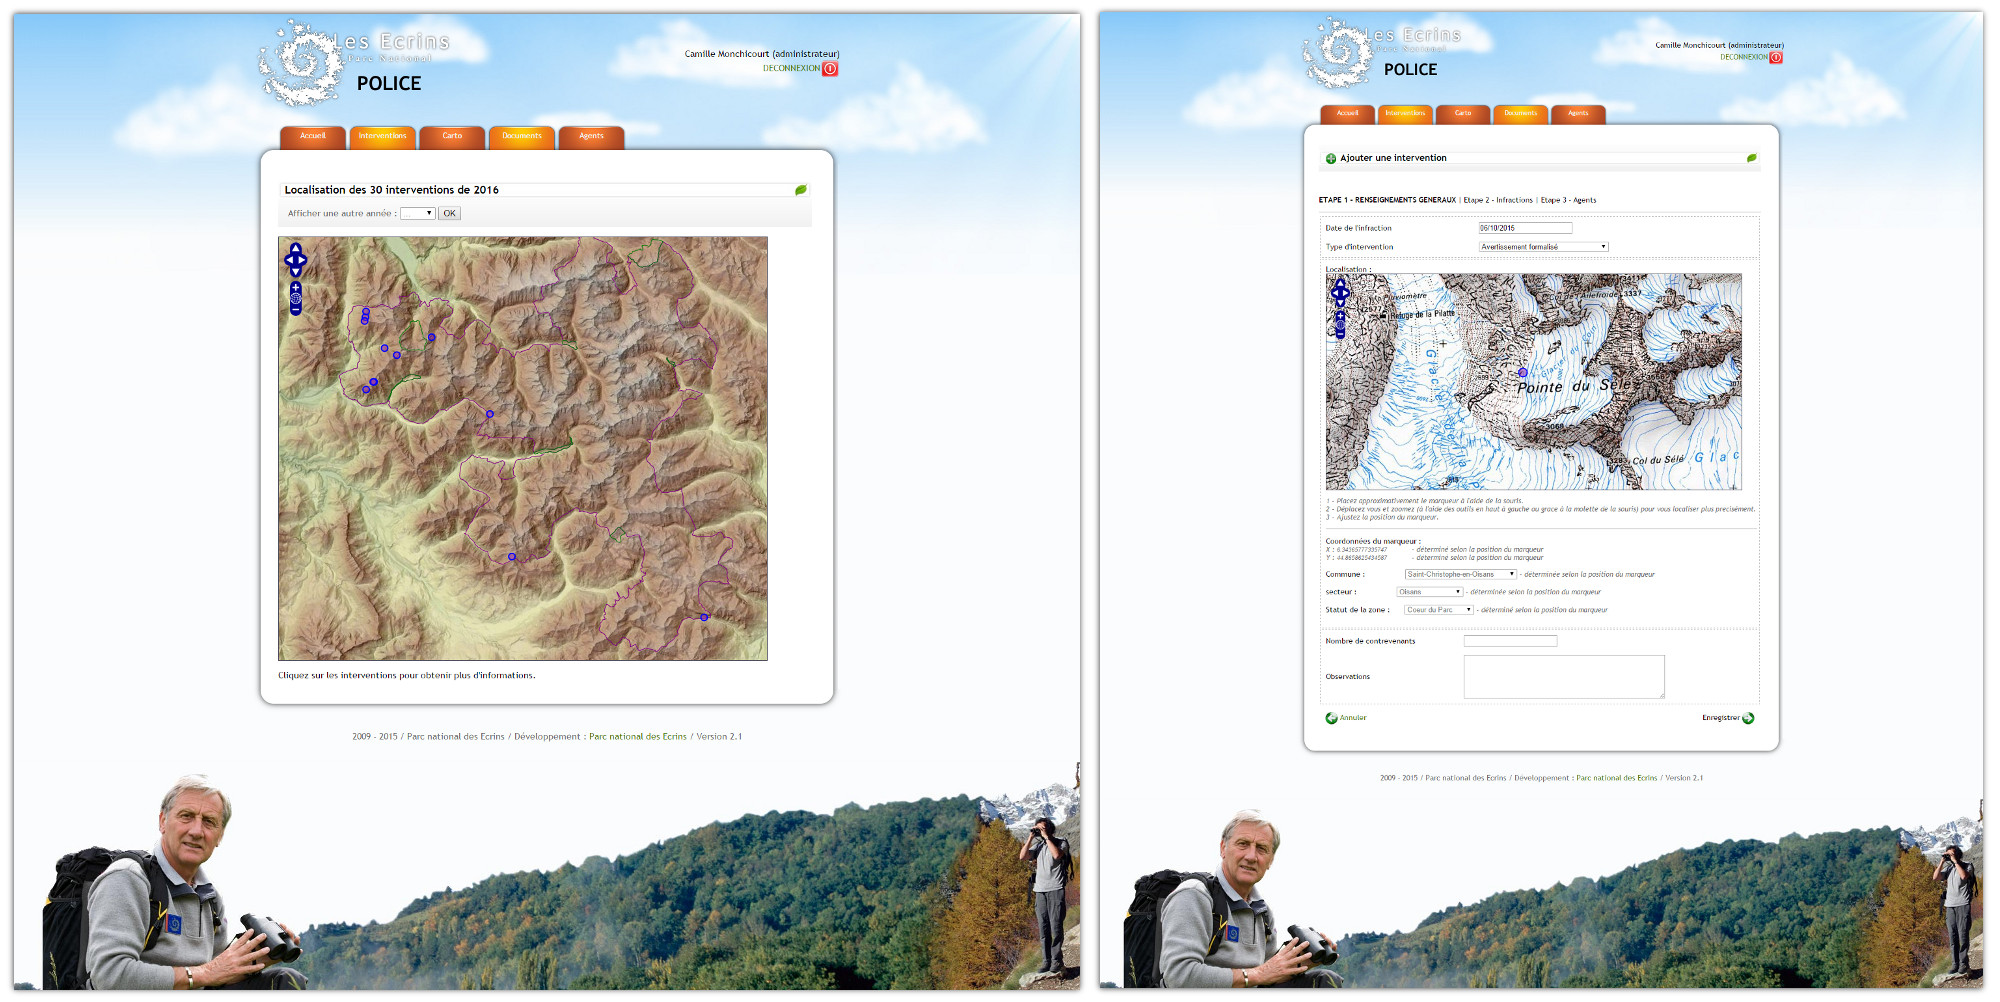 Les Ecrins
Parc National
POLICE
Camille Monchicourt (administrateur)
DECONNEXION
Accueil
Interventions
Carto
Documents
Agents
Localisation des 30 interventions de 2016
Afficher une autre année :
OK
Cliquez sur les interventions pour obtenir plus d'informations.
2009 - 2015 / Parc national des Ecrins / Développement : Parc national des Ecrins / Version 2.1
Les Ecrins
Parc National
POLICE
Camille Monchicourt (administrateur)
DECONNEXION
Accueil
Interventions
Carto
Documents
Agents
Ajouter une intervention
ETAPE 1 - RENSEIGNEMENTS GENERAUX | Etape 2 - Infractions | Etape 3 - Agents
Date de l'infraction 06/10/2015
Type d'intervention Avertissement formalisé
Localisation :
Refuge de la Pilatte
Pointe du Sélé
Col du Sélé
1 - Placez approximativement le marqueur à l'aide de la souris.
2 - Déplacez vous et zoomez (à l'aide des outils en haut à gauche ou grace à la molette de la souris) pour vous localiser plus precisément.
3 - Ajustez la position du marqueur.
Coordonnées du marqueur :
X : - déterminé selon la position du marqueur
Y : - déterminé selon la position du marqueur
Commune : Saint-Christophe-en-Oisans - déterminée selon la position du marqueur
secteur : Oisans - déterminée selon la position du marqueur
Statut de la zone : Coeur du Parc - déterminé selon la position du marqueur
Nombre de contrevenants
Observations
Annuler
Enregistrer
2009 - 2015 / Parc national des Ecrins / Développement : Parc national des Ecrins / Version 2.1